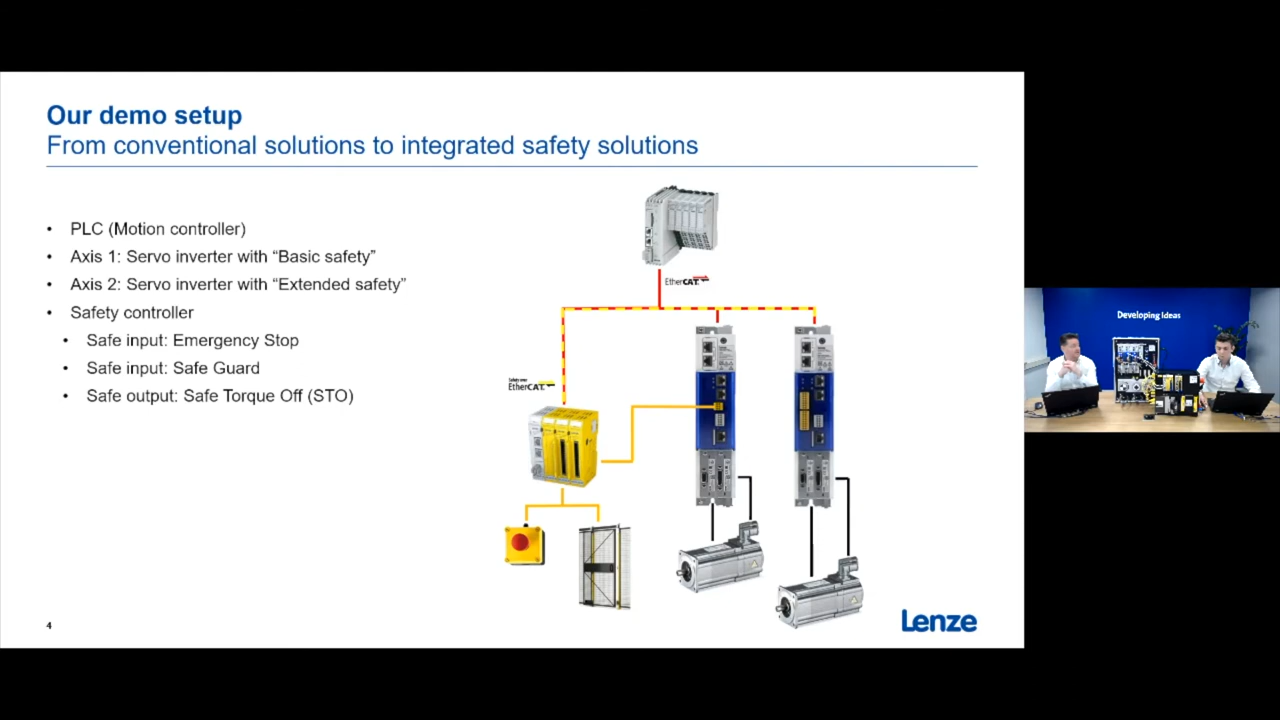 Our demo setup
From conventional solutions to integrated safety solutions
• PLC (Motion controller)
• Axis 1: Servo inverter with “Basic safety”
• Axis 2: Servo inverter with “Extended safety”
• Safety controller
• Safe input: Emergency Stop
• Safe input: Safe Guard
• Safe output: Safe Torque Off (STO)
EtherCAT
Safety over
EtherCAT
4
Lenze
Developing Ideas